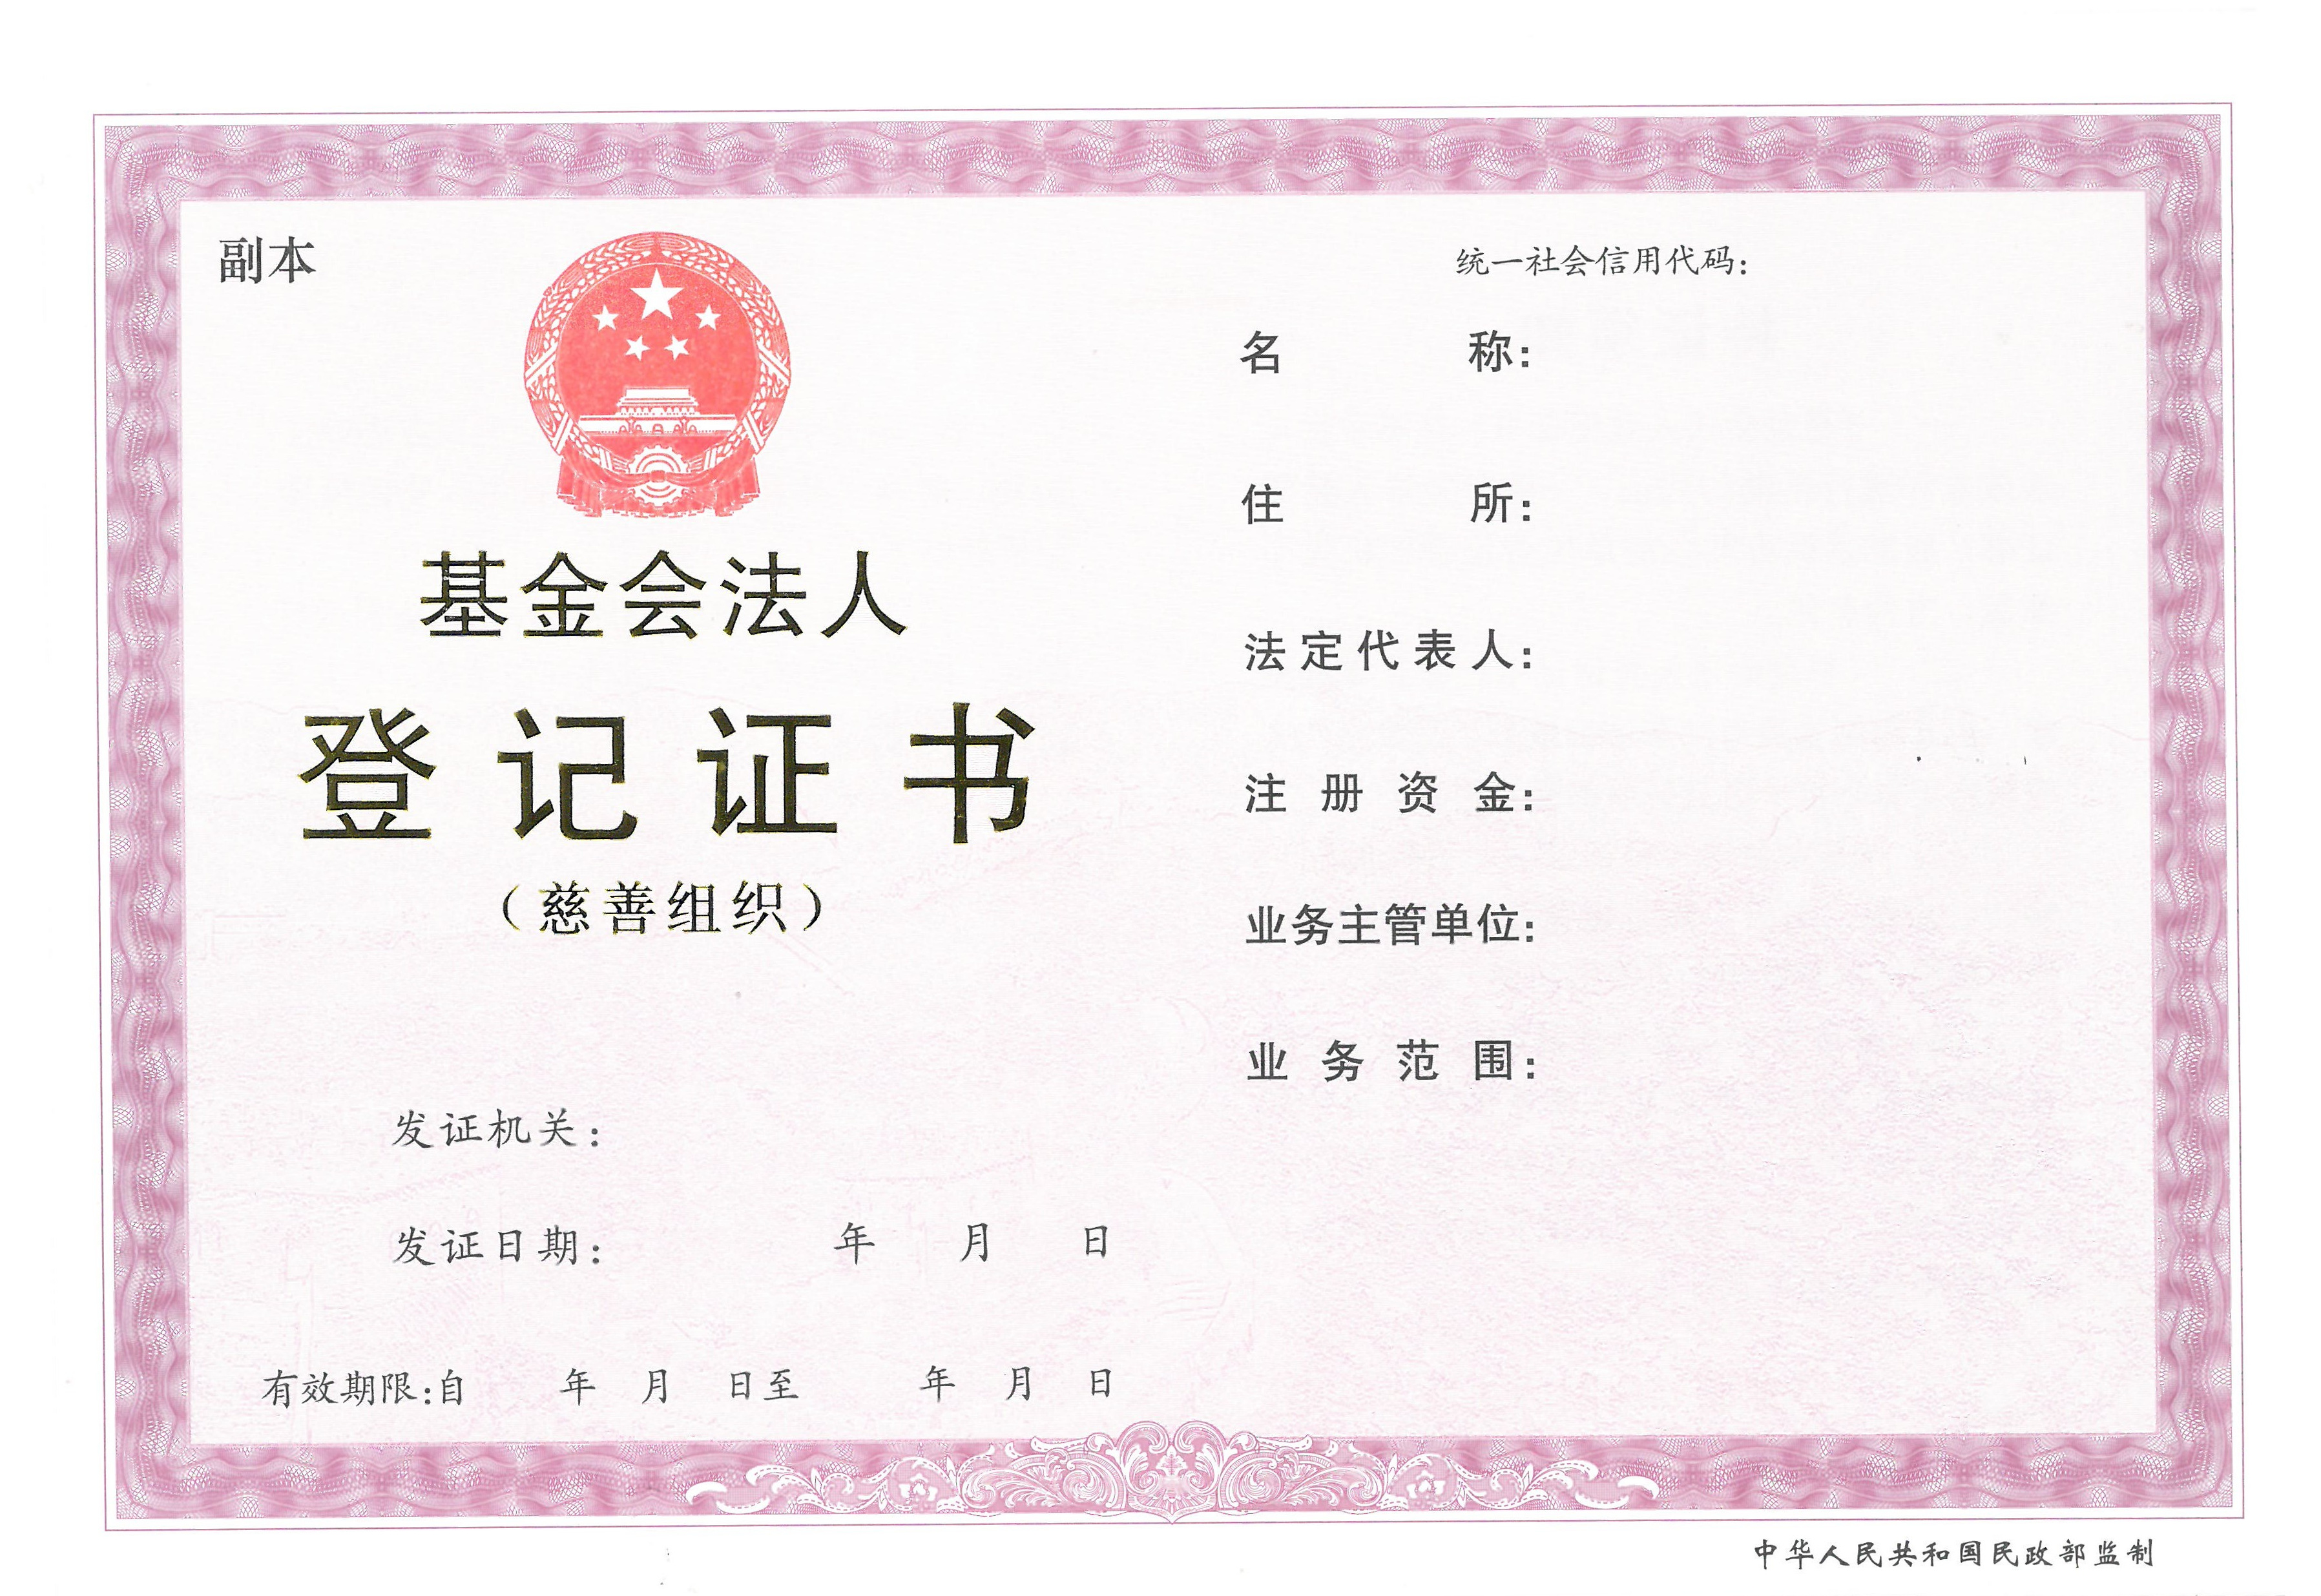 副本
基金会法人
登记证书
（慈善组织）
发证机关：
发证日期： 年 月 日
有效期限：自 年 月 日至 年 月 日
统一社会信用代码：
名 称：
住 所：
法定代表人：
注册资金：
业务主管单位：
业务范围：
中华人民共和国民政部监制